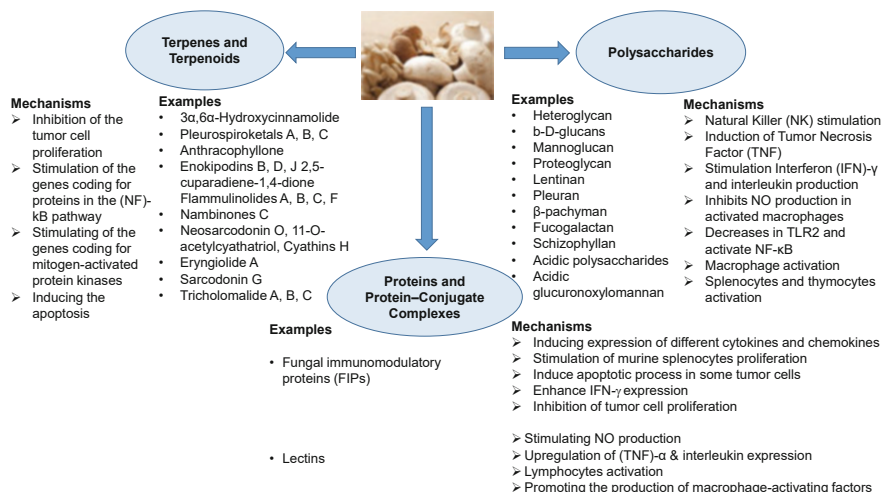 Terpenes and
Terpenoids
Mechanisms
➢ Inhibition of the
tumor cell
proliferation
➢ Stimulation of the
genes coding for
proteins in the (NF)-
kB pathway
➢ Stimulating of the
genes coding for
mitogen-activated
protein kinases
➢ Inducing the
apoptosis
Examples
• 3α,6α-Hydroxycinnamolide
• Pleurospiroketals A, B, C
• Anthracophyllone
• Enokipodins B, D, J 2,5-
cuparadiene-1,4-dione
Flammulinolides A, B, C, F
• Nambinones C
• Neosarcodonin O, 11-O-
acetylcyathatriol, Cyathins H
• Eryngiolide A
• Sarcodonin G
• Tricholomalide A, B, C
Polysaccharides
Examples
• Heteroglycan
• b-D-glucans
• Mannoglucan
• Proteoglycan
• Lentinan
• Pleuran
• β-pachyman
• Fucogalactan
• Schizophyllan
• Acidic polysaccharides
• Acidic
glucuronoxylomannan
Mechanisms
➢ Natural Killer (NK) stimulation
➢ Induction of Tumor Necrosis
Factor (TNF)
➢ Stimulation Interferon (IFN)-γ
and interleukin production
➢ Inhibits NO production in
activated macrophages
➢ Decreases in TLR2 and
activate NF-κB
➢ Macrophage activation
➢ Splenocytes and thymocytes
activation
Proteins and
Protein–Conjugate
Complexes
Examples
• Fungal immunomodulatory
proteins (FIPs)
• Lectins
Mechanisms
➢ Inducing expression of different cytokines and chemokines
➢ Stimulation of murine splenocytes proliferation
➢ Induce apoptotic process in some tumor cells
➢ Enhance IFN-γ expression
➢ Inhibition of tumor cell proliferation
➢ Stimulating NO production
➢ Upregulation of (TNF)-α & interleukin expression
➢ Lymphocytes activation
➢ Promoting the production of macrophage-activating factors